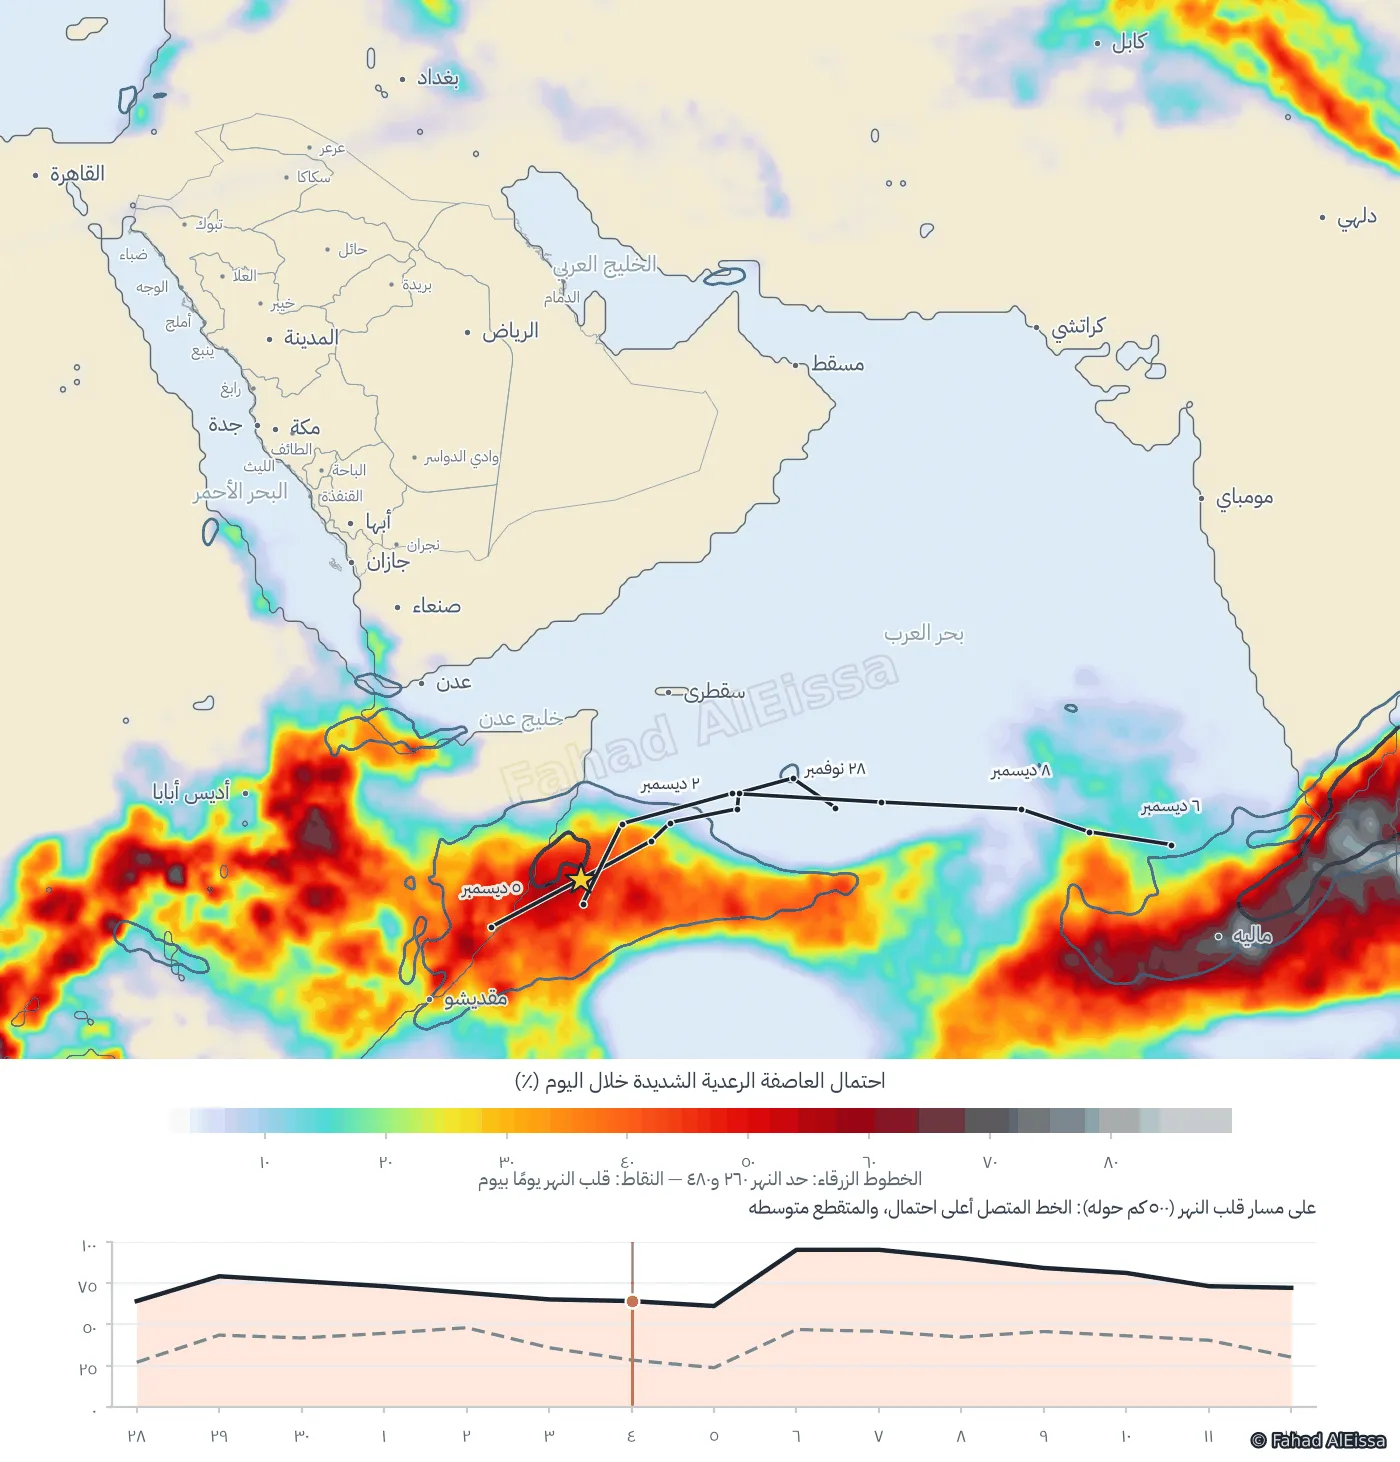 كابل
بغداد
القاهرة
عرعر
سكاكا
دلهي
تبوك
ضباء
حائل
الخليج العربي
العلا
بريدة
الوجه
الدمام
خيبر
أملج
كراتشي
الرياض
المدينة
ينبع
مسقط
رابغ
جدة
مكة
الطائف
وادي الدواسر
الليث
الباحة
البحر الأحمر
القنفذة
مومباي
أبها
نجران
جازان
صنعاء
بحر العرب
عدن
سقطرى
Fahad AlEissa
خليج عدن
٢٨ نوفمبر
٨ ديسمبر
٢ ديسمبر
أديس أبابا
٦ ديسمبر
٥ ديسمبر
ماليه
مقديشو
احتمال العاصفة الرعدية الشديدة خلال اليوم (٪)
١٠ ٢٠ ٣٠ ٤٠ ٥٠ ٦٠ ٧٠ ٨٠
الخطوط الزرقاء: حد النهر ٢٦٠ و٤٨٠ — النقاط: قلب النهر يومًا بيوم
على مسار قلب النهر (٥٠٠ كم حوله): الخط المتصل أعلى احتمال، والمتقطع متوسطه
١٠٠
٧٥
٥٠
٢٥
٠
٢٨ ٢٩ ٣٠ ١ ٢ ٣ ٤ ٥ ٦ ٧ ٨ ٩ ١٠ ١١
© Fahad AlEissa